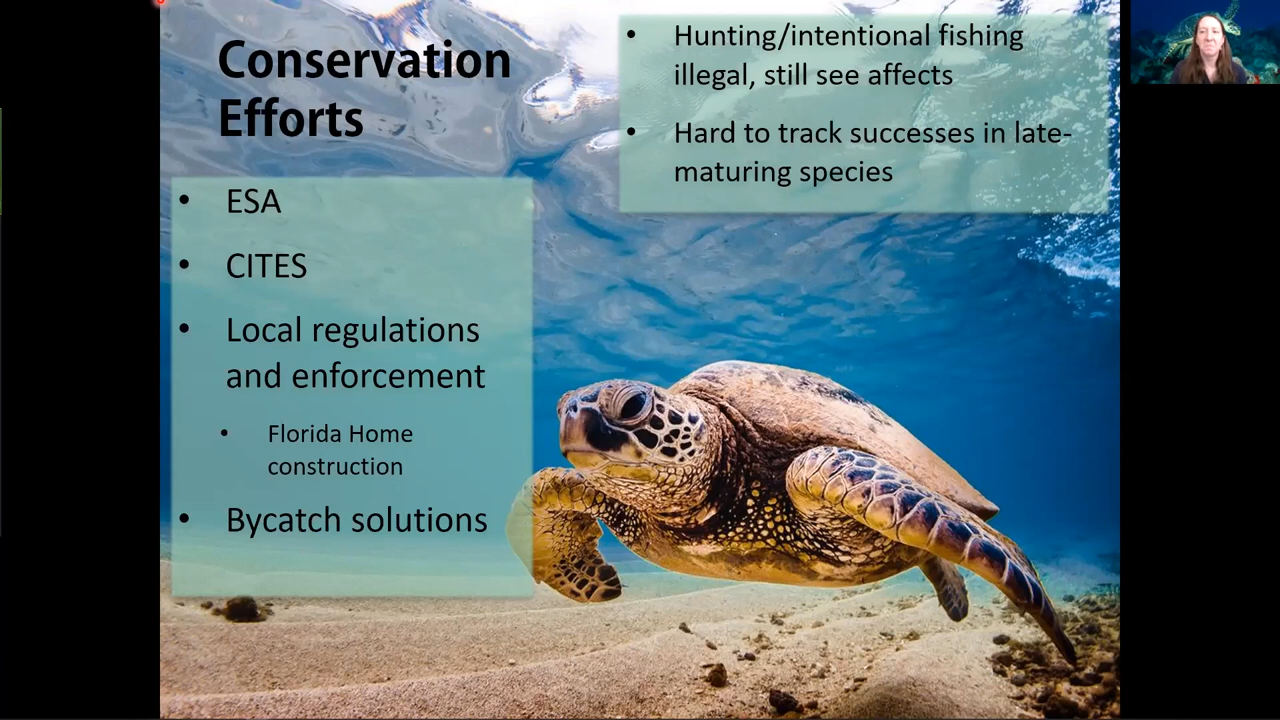 Conservation
Efforts
• ESA
• CITES
• Local regulations
and enforcement
• Florida Home
construction
• Bycatch solutions
• Hunting/intentional fishing
illegal, still see affects
• Hard to track successes in late-
maturing species